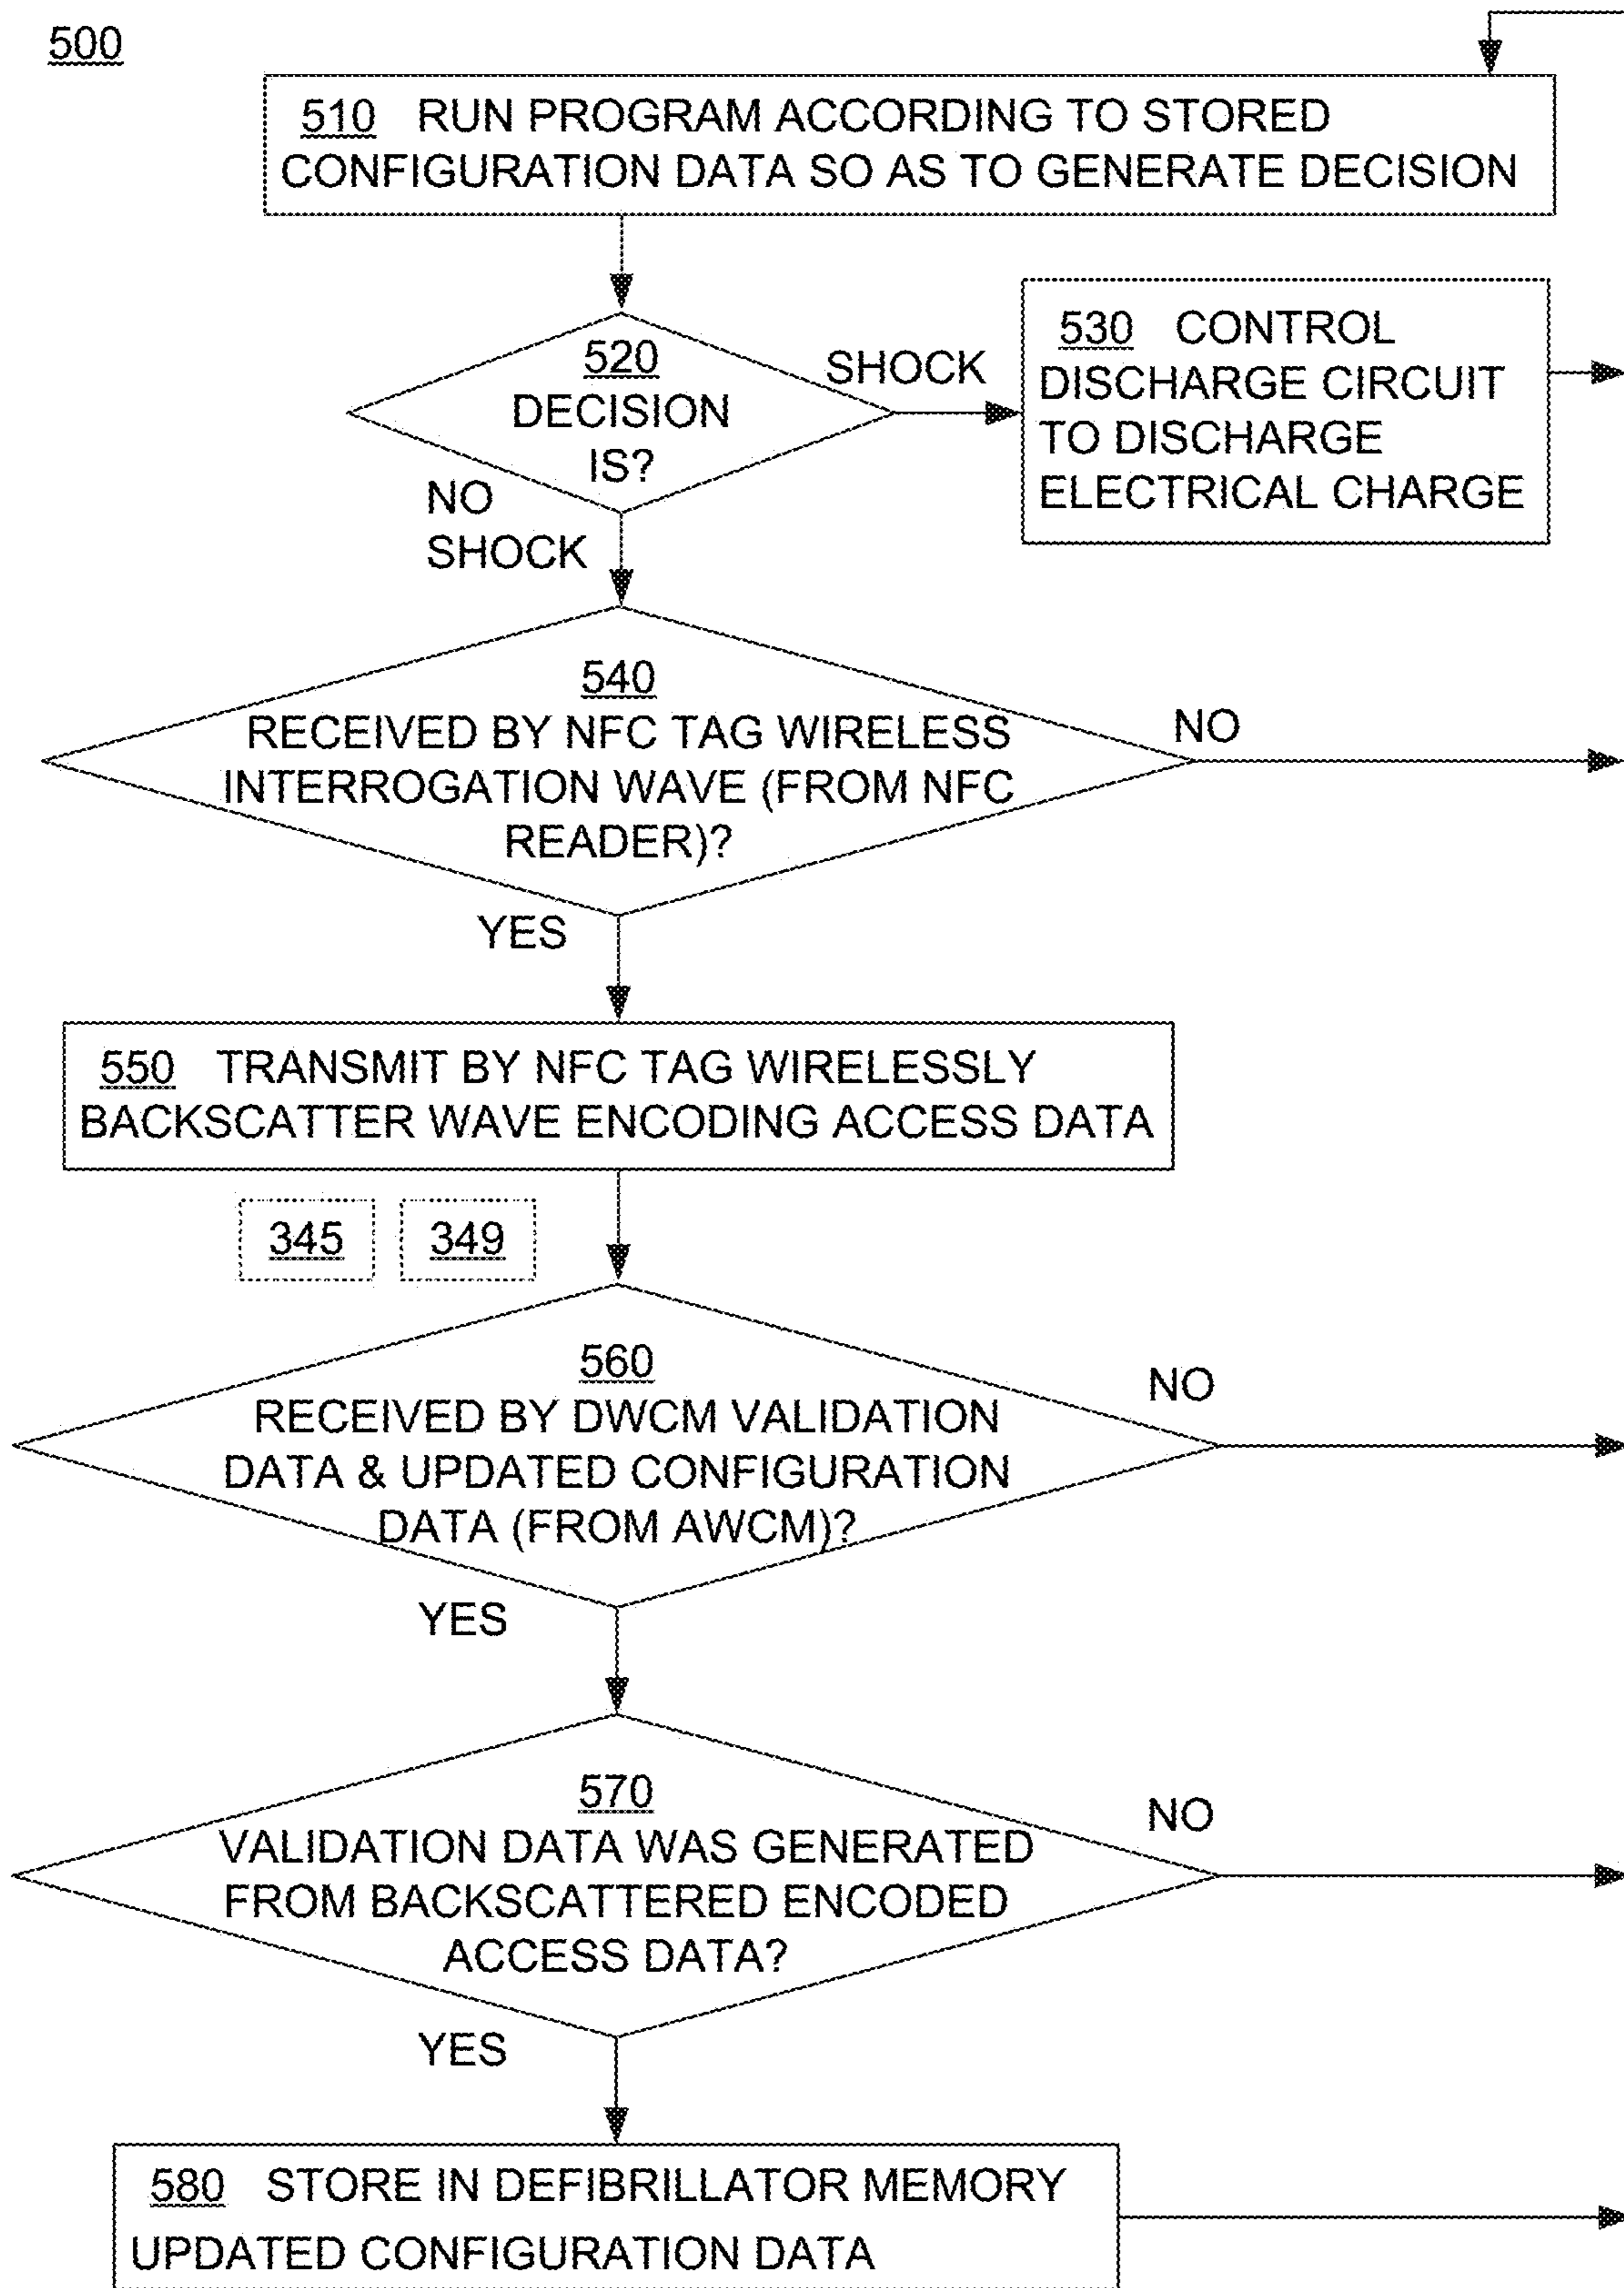 500
510 RUN PROGRAM ACCORDING TO STORED
CONFIGURATION DATA SO AS TO GENERATE DECISION
520
DECISION
IS?
SHOCK
530 CONTROL
DISCHARGE CIRCUIT
TO DISCHARGE
ELECTRICAL CHARGE
NO
SHOCK
540
RECEIVED BY NFC TAG WIRELESS
INTERROGATION WAVE (FROM NFC
READER)?
NO
YES
550 TRANSMIT BY NFC TAG WIRELESSLY
BACKSCATTER WAVE ENCODING ACCESS DATA
345 349
560
RECEIVED BY DWCM VALIDATION
DATA & UPDATED CONFIGURATION
DATA (FROM AWCM)?
NO
YES
570
VALIDATION DATA WAS GENERATED
FROM BACKSCATTERED ENCODED
ACCESS DATA?
NO
YES
580 STORE IN DEFIBRILLATOR MEMORY
UPDATED CONFIGURATION DATA